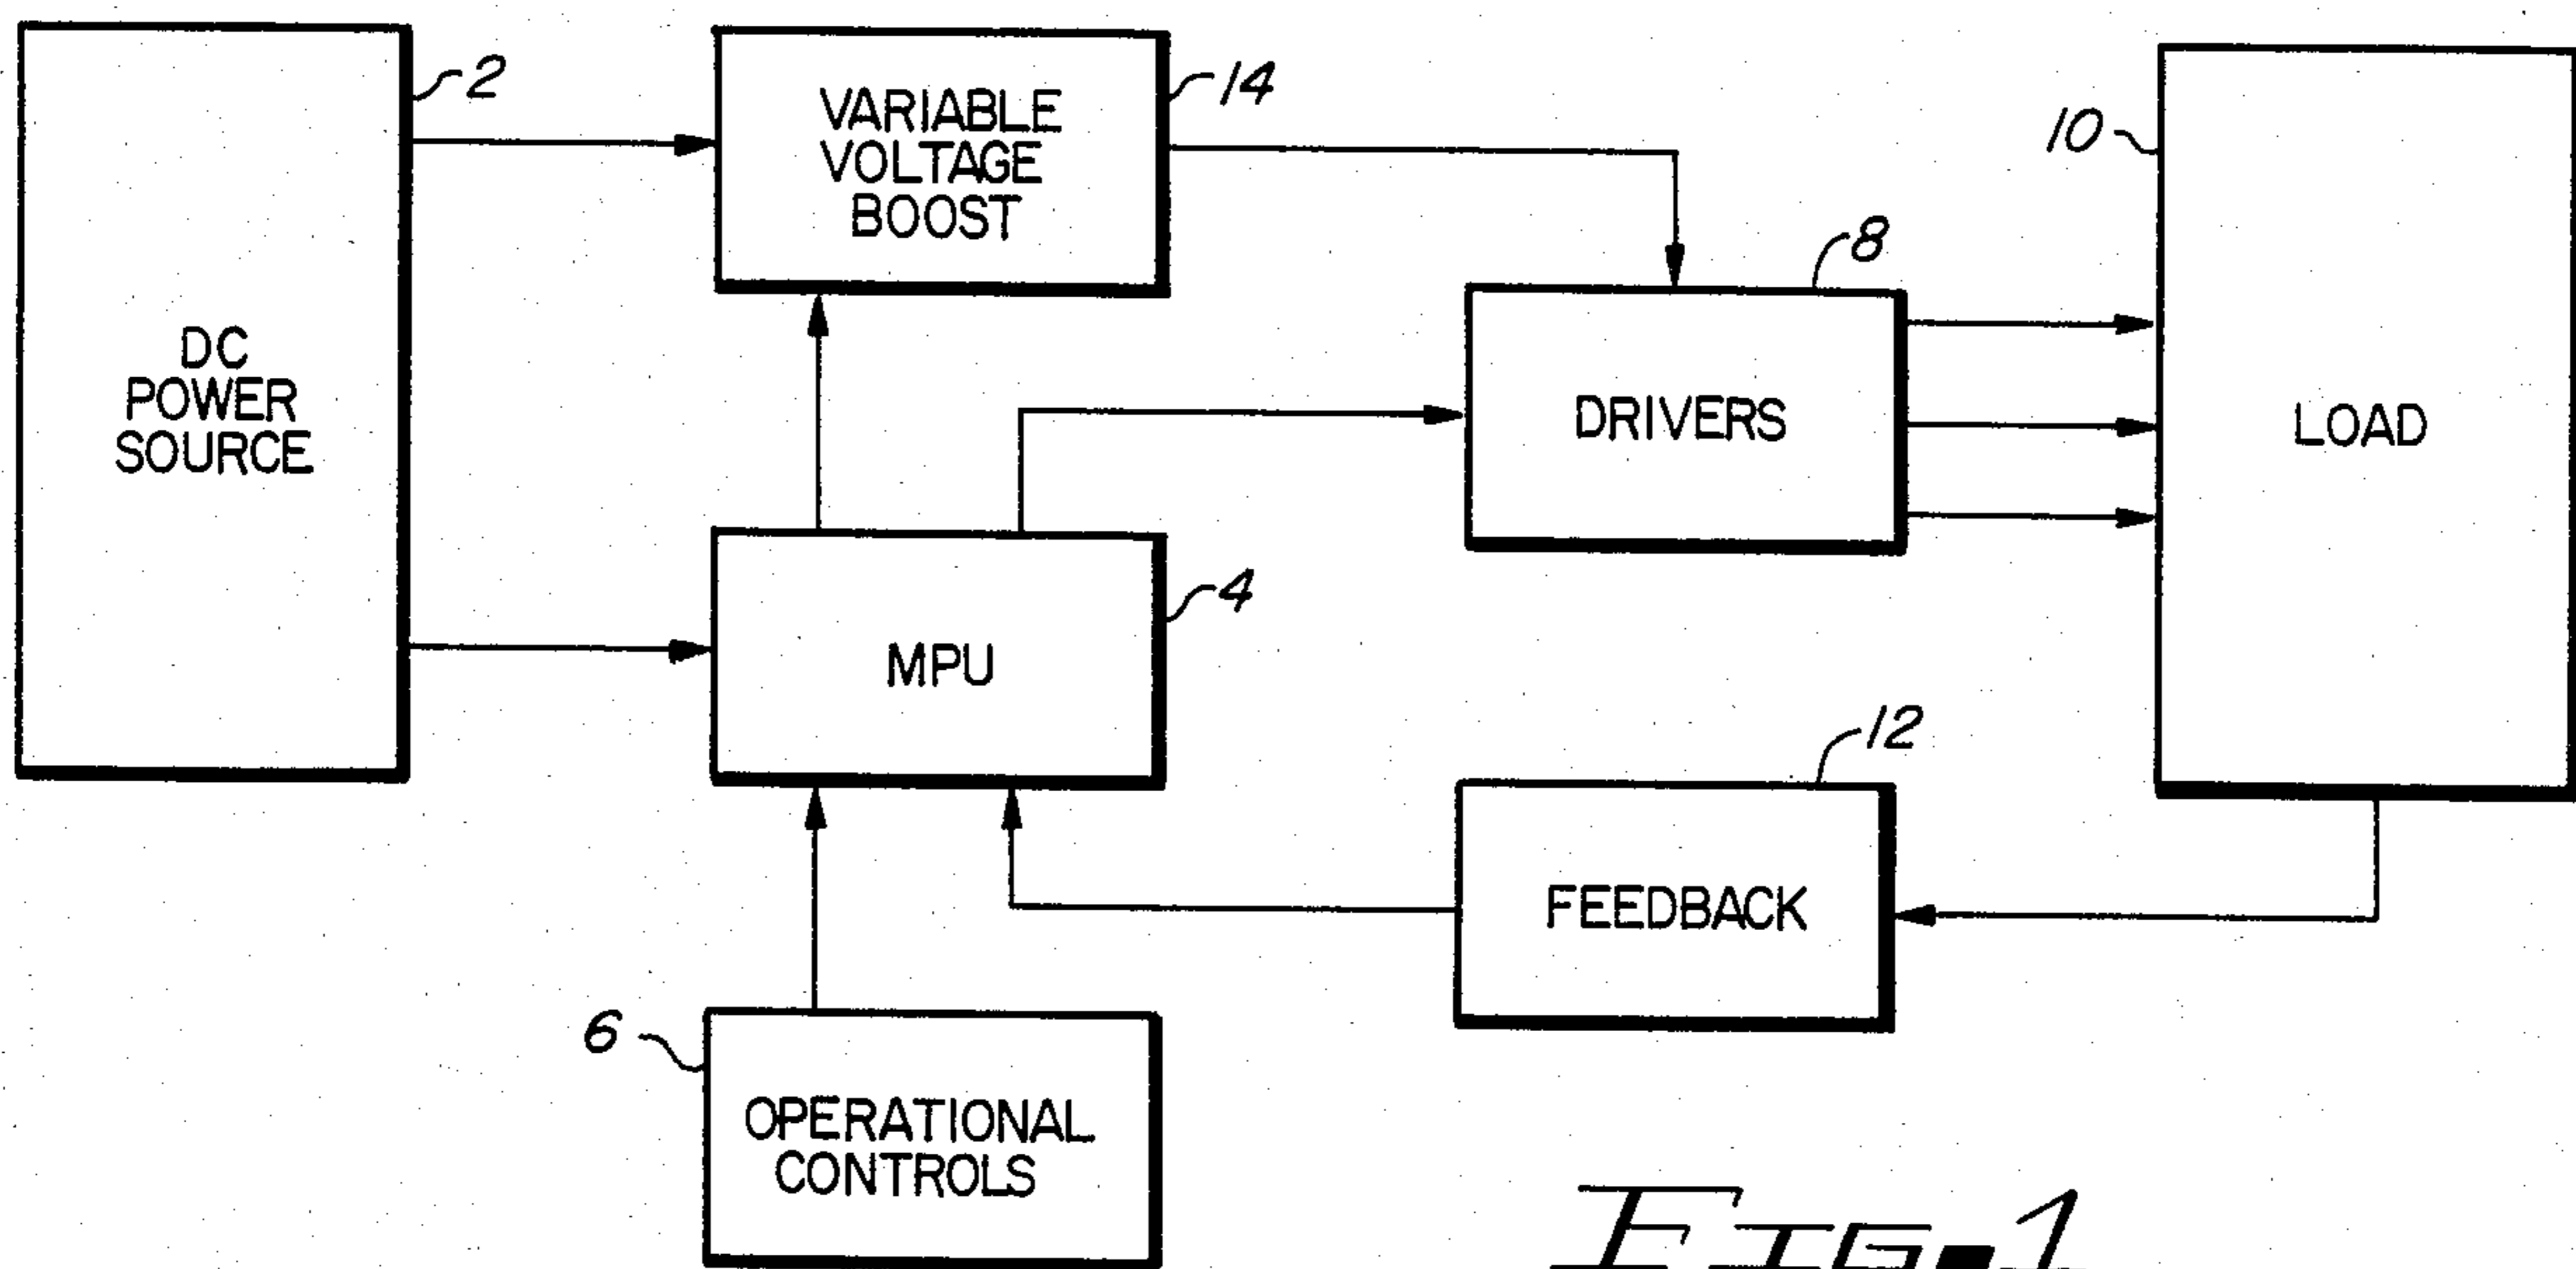 2
DC
POWER
SOURCE
14
VARIABLE
VOLTAGE
BOOST
8
DRIVERS
10
LOAD
4
MPU
12
FEEDBACK
6
OPERATIONAL
CONTROLS
FIG. 1